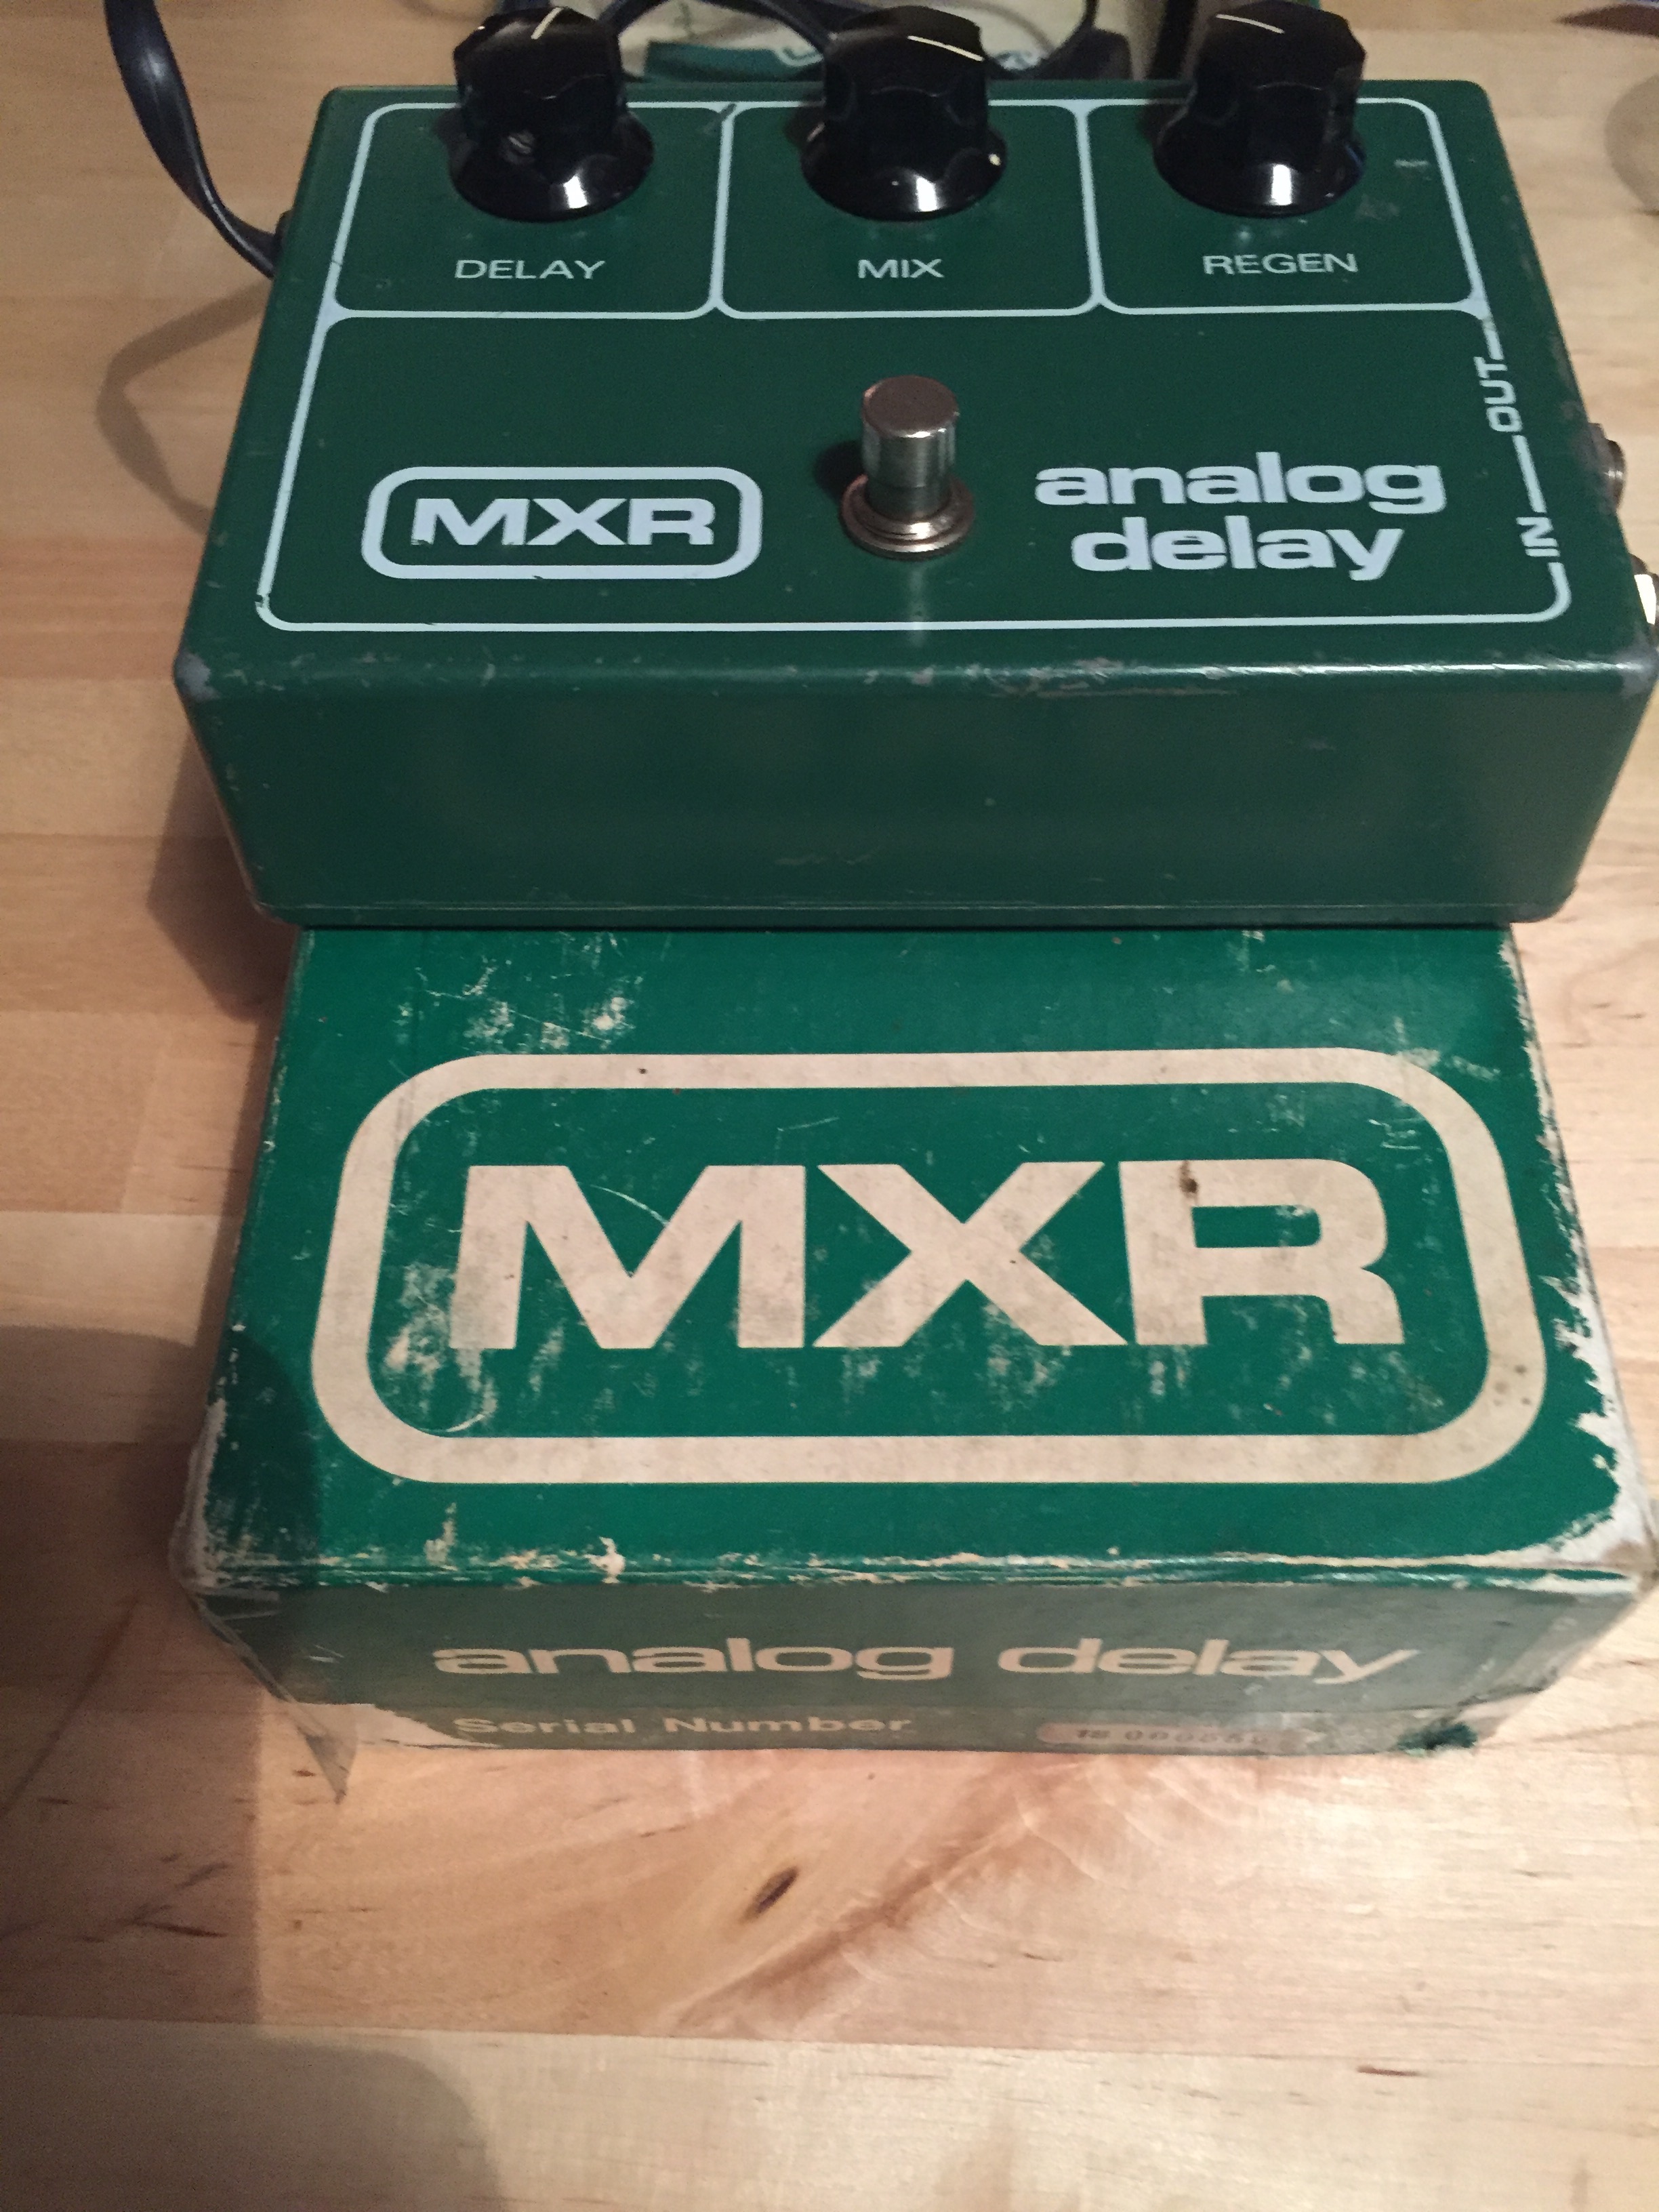 DELAY
MIX
REGEN
OUT
IN
MXR
analog
delay
MXR
analog delay
Serial Number